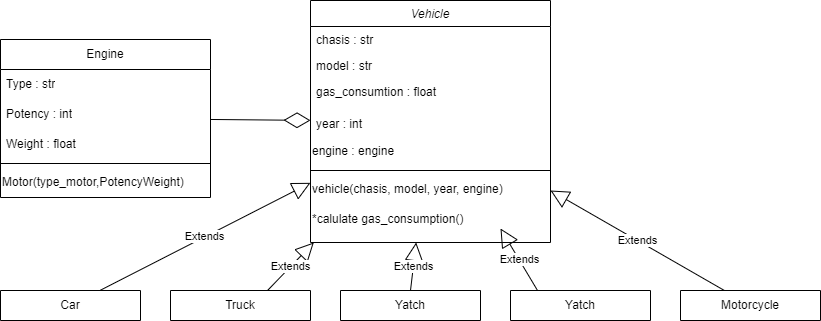 Vehicle
chasis : str
model : str
gas_consumtion : float
year : int
engine : engine
vehicle(chasis, model, year, engine)
*calulate gas_consumption()
Engine
Type : str
Potency : int
Weight : float
Motor(type_motor,PotencyWeight)
Extends
Extends
Extends
Extends
Extends
Car
Truck
Yatch
Yatch
Motorcycle